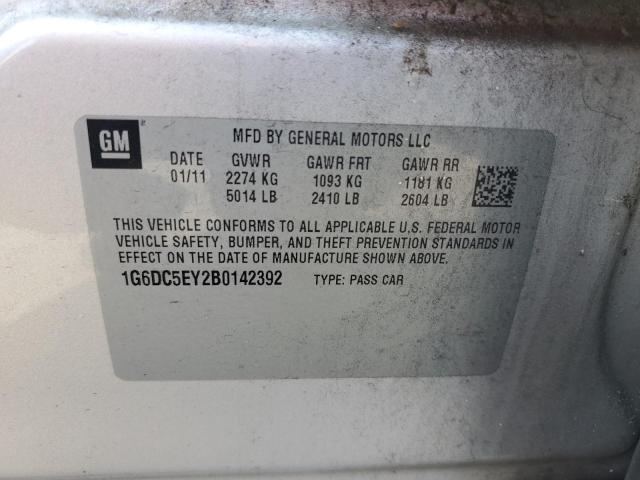 GM
MFD BY GENERAL MOTORS LLC
DATE GVWR GAWR FRT GAWR RR
01/11 2274 KG 1093 KG 1181 KG
5014 LB 2410 LB 2604 LB
THIS VEHICLE CONFORMS TO ALL APPLICABLE U.S. FEDERAL MOTOR
VEHICLE SAFETY, BUMPER, AND THEFT PREVENTION STANDARDS IN
EFFECT ON THE DATE OF MANUFACTURE SHOWN ABOVE.
1G6DC5EY2B0142392 TYPE: PASS CAR